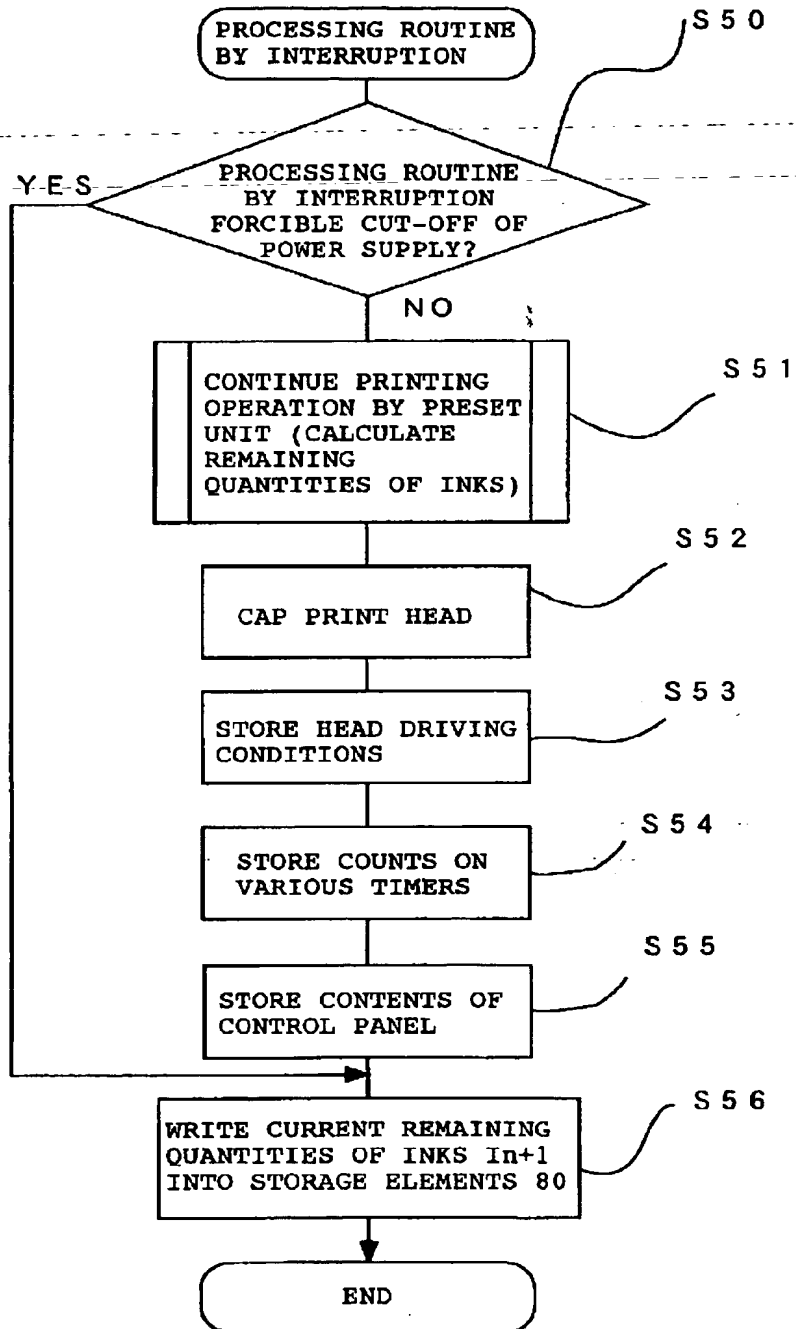 PROCESSING ROUTINE
BY INTERRUPTION
S50
PROCESSING ROUTINE
BY INTERRUPTION
FORCIBLE CUT-OFF OF
POWER SUPPLY?
YES
NO
CONTINUE PRINTING
OPERATION BY PRESET
UNIT (CALCULATE
REMAINING
QUANTITIES OF INKS)
S51
CAP PRINT HEAD
S52
STORE HEAD DRIVING
CONDITIONS
S53
STORE COUNTS ON
VARIOUS TIMERS
S54
STORE CONTENTS OF
CONTROL PANEL
S55
WRITE CURRENT REMAINING
QUANTITIES OF INKS In+1
INTO STORAGE ELEMENTS 80
S56
END